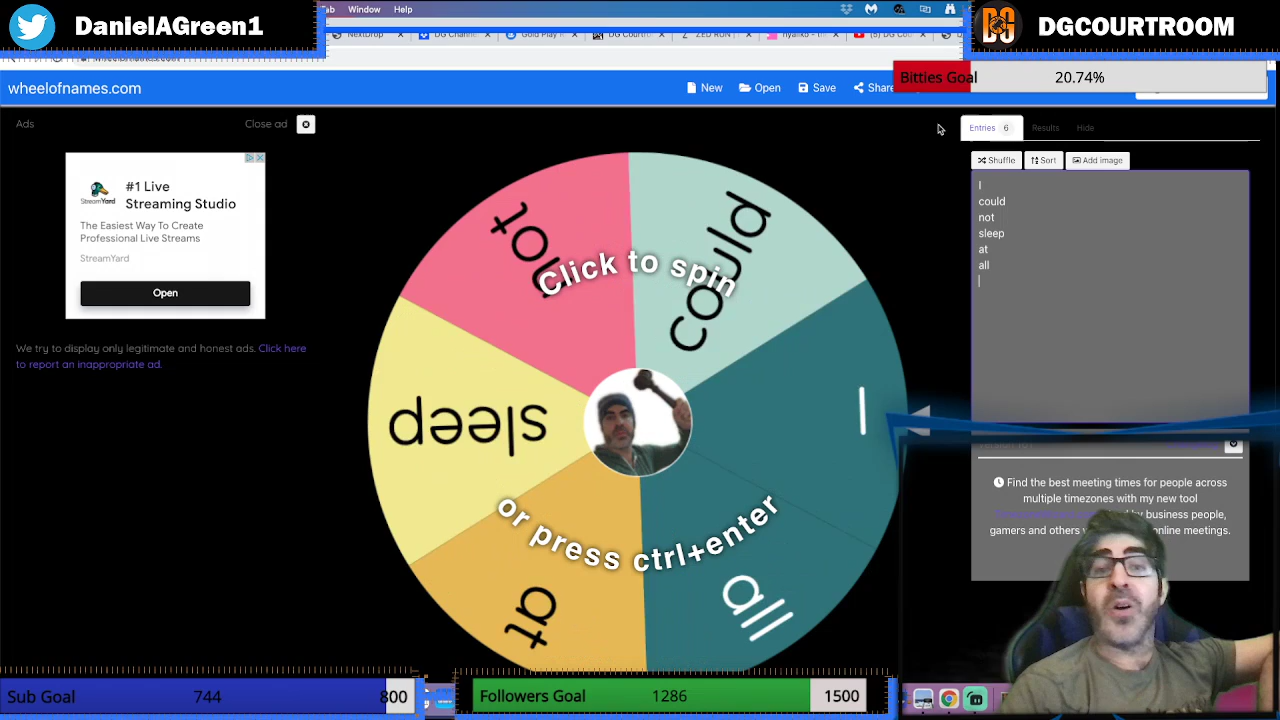 DanielAGreen1
Window Help
DGCOURTROOM
Bitties Goal 20.74%
wheelofnames.com
New Open Save Share
Ads Close ad
#1 Live
Streaming Studio
The Easiest Way To Create
Professional Live Streams
StreamYard
Open
We try to display only legitimate and honest ads. Click here
to report an inappropriate ad.
Click to spin
or press ctrl+enter
could
not
sleep
at
all
I
Entries 6 Results Hide
Shuffle Sort Add image
I
could
not
sleep
at
all
Find the best meeting times for people across
multiple timezones with my new tool
by business people,
gamers and others online meetings.
Sub Goal 744 800
Followers Goal 1286 1500